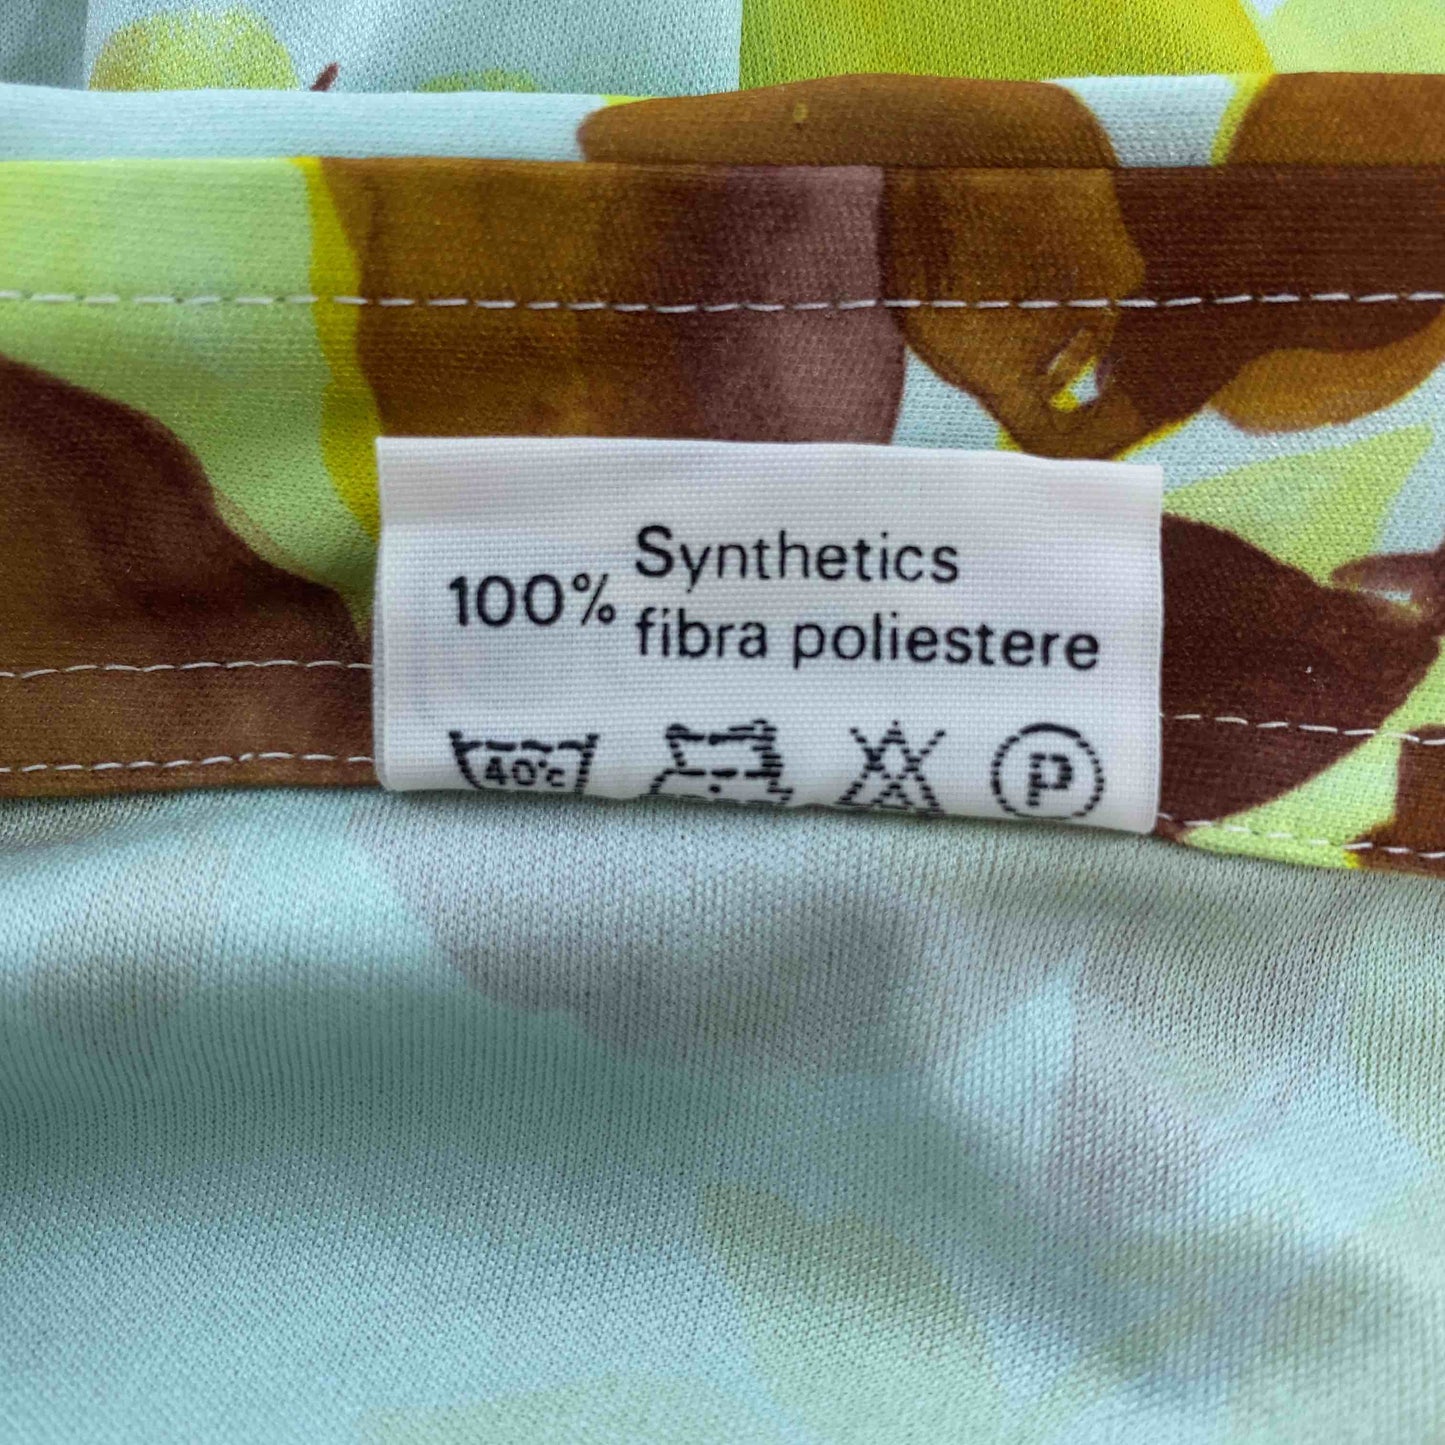 Synthetics
100%
fibra poliestere
40°c
P